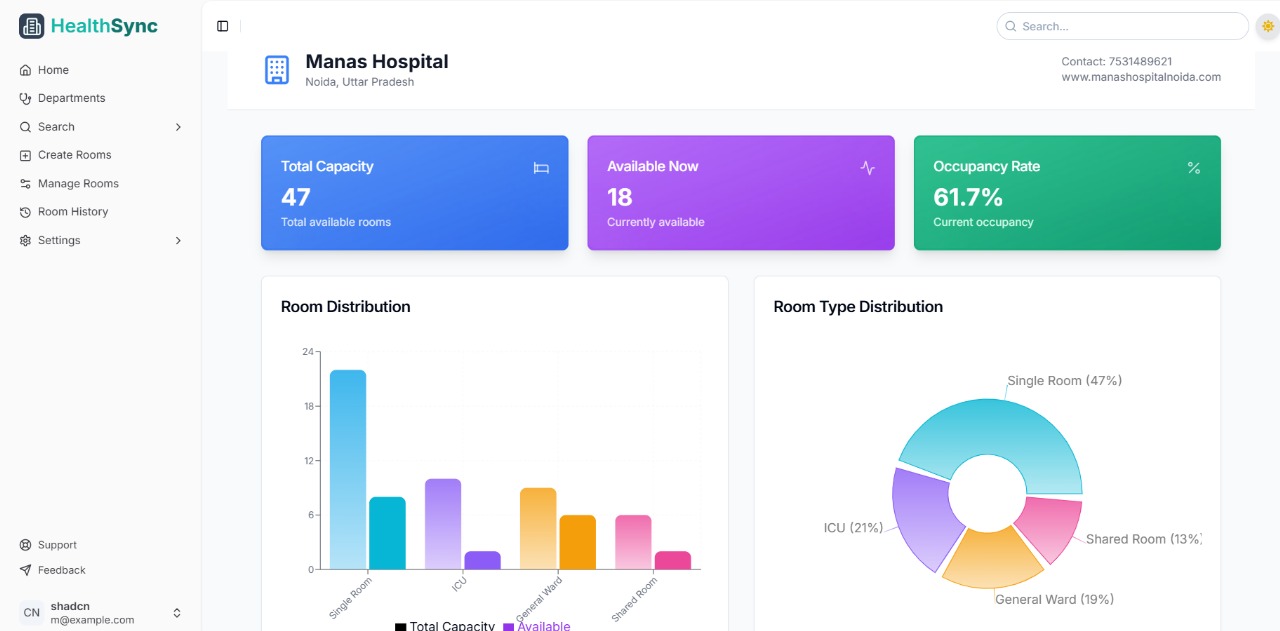 HealthSync
Home
Departments
Search
Create Rooms
Manage Rooms
Room History
Settings
Support
Feedback
CN
shadcn
m@example.com
Search...
Manas Hospital
Noida, Uttar Pradesh
Contact: 7531489621
www.manashospitalnoida.com
Total Capacity
47
Total available rooms
Available Now
18
Currently available
Occupancy Rate
%
61.7%
Current occupancy
Room Distribution
24
18
12
6
0
Single Room
ICU
General Ward
Shared Room
Total Capacity
Available
Room Type Distribution
Single Room (47%)
ICU (21%)
Shared Room (13%)
General Ward (19%)